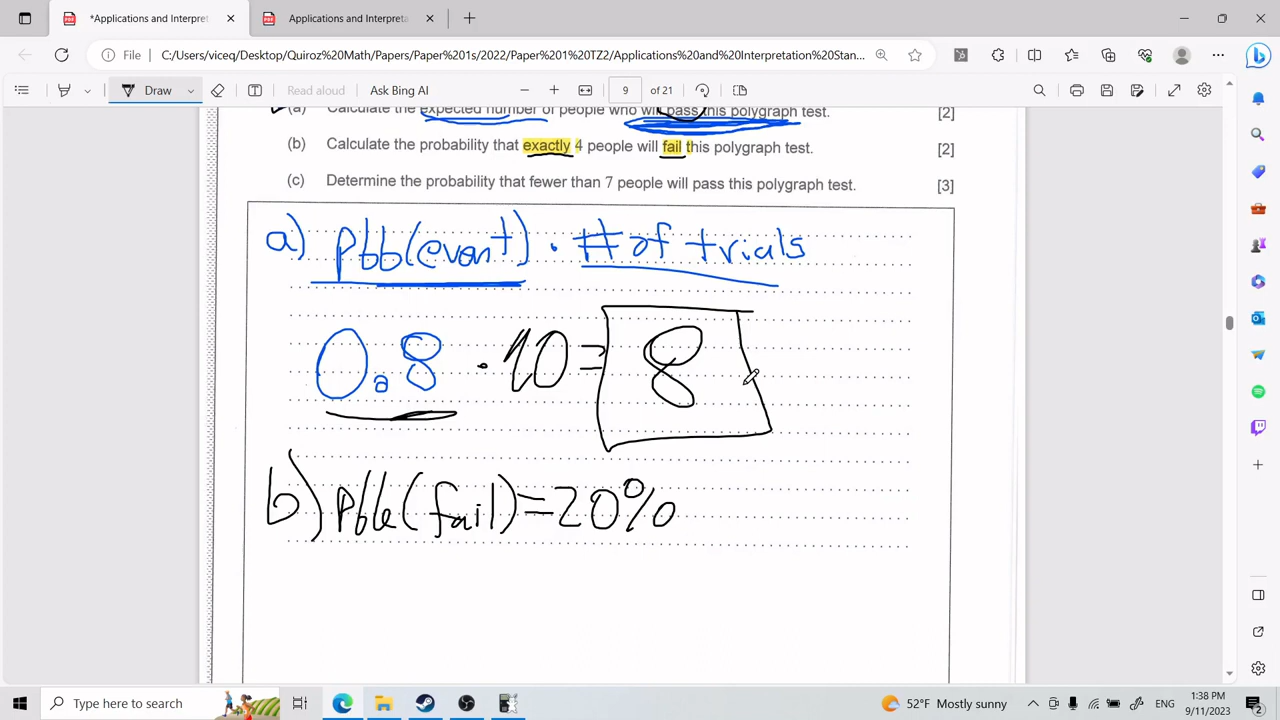 *Applications and Interpret
Applications and Interpreta
File
C:/Users/viceq/Desktop/Quiroz%20Math/Papers/Paper%201s/2022/Paper%201%20TZ2/Applications%20and%20Interpretation%20Stan...
Draw
Read aloud
Ask Bing AI
9
of 21
(a) Calculate the expected number of people who will pass this polygraph test. [2]
(b) Calculate the probability that exactly 4 people will fail this polygraph test. [2]
(c) Determine the probability that fewer than 7 people will pass this polygraph test. [3]
a) Pbb(event) · # of trials
0.8 · 10 = 8
b) Pbb(fail) = 20%
Type here to search
52°F Mostly sunny
ENG
1:38 PM
9/11/2023
2